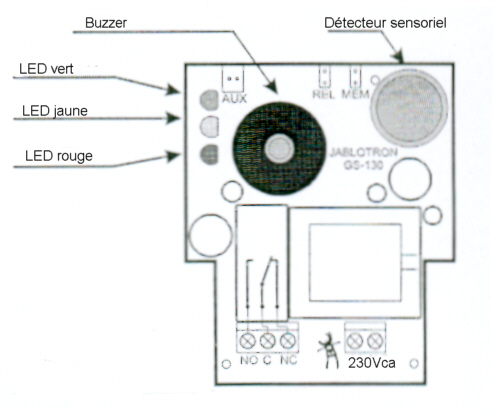 Buzzer
Détecteur sensoriel
LED vert
LED jaune
LED rouge
AUX
REL MEM
JABLOTRON
GS-130
NO C NC
230Vca